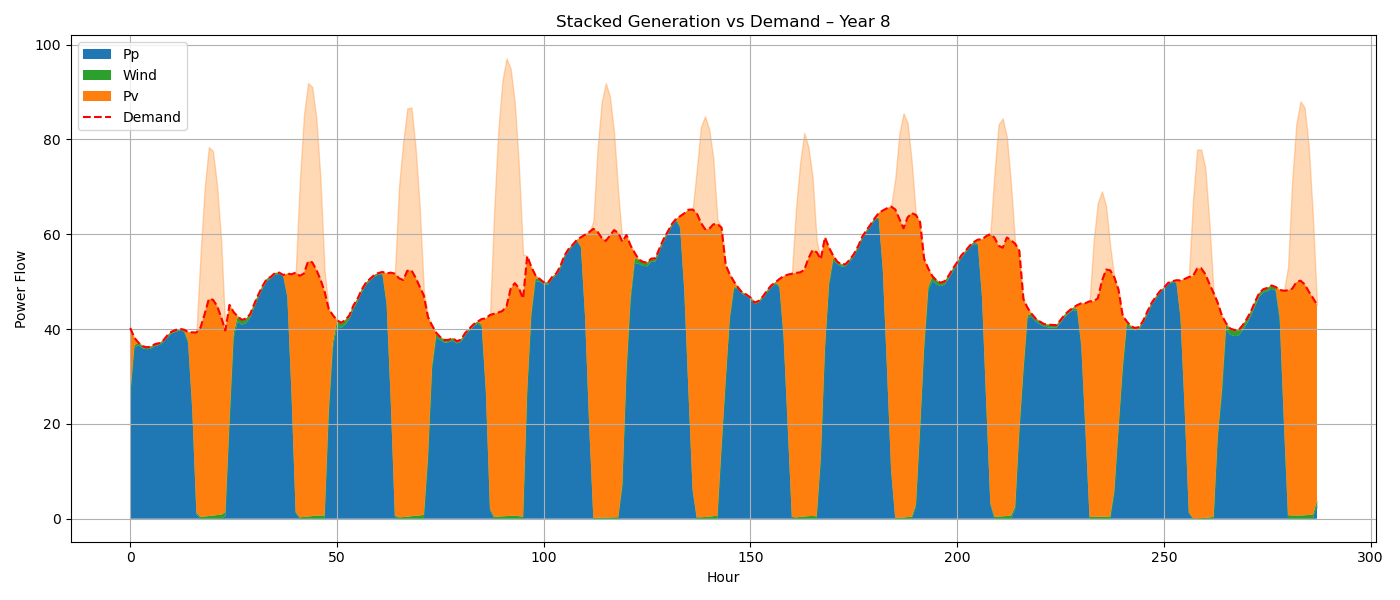 Stacked Generation vs Demand – Year 8
Power Flow
100
80
60
40
20
0
Pp
Wind
Pv
Demand
0 50 100 150 200 250 300
Hour